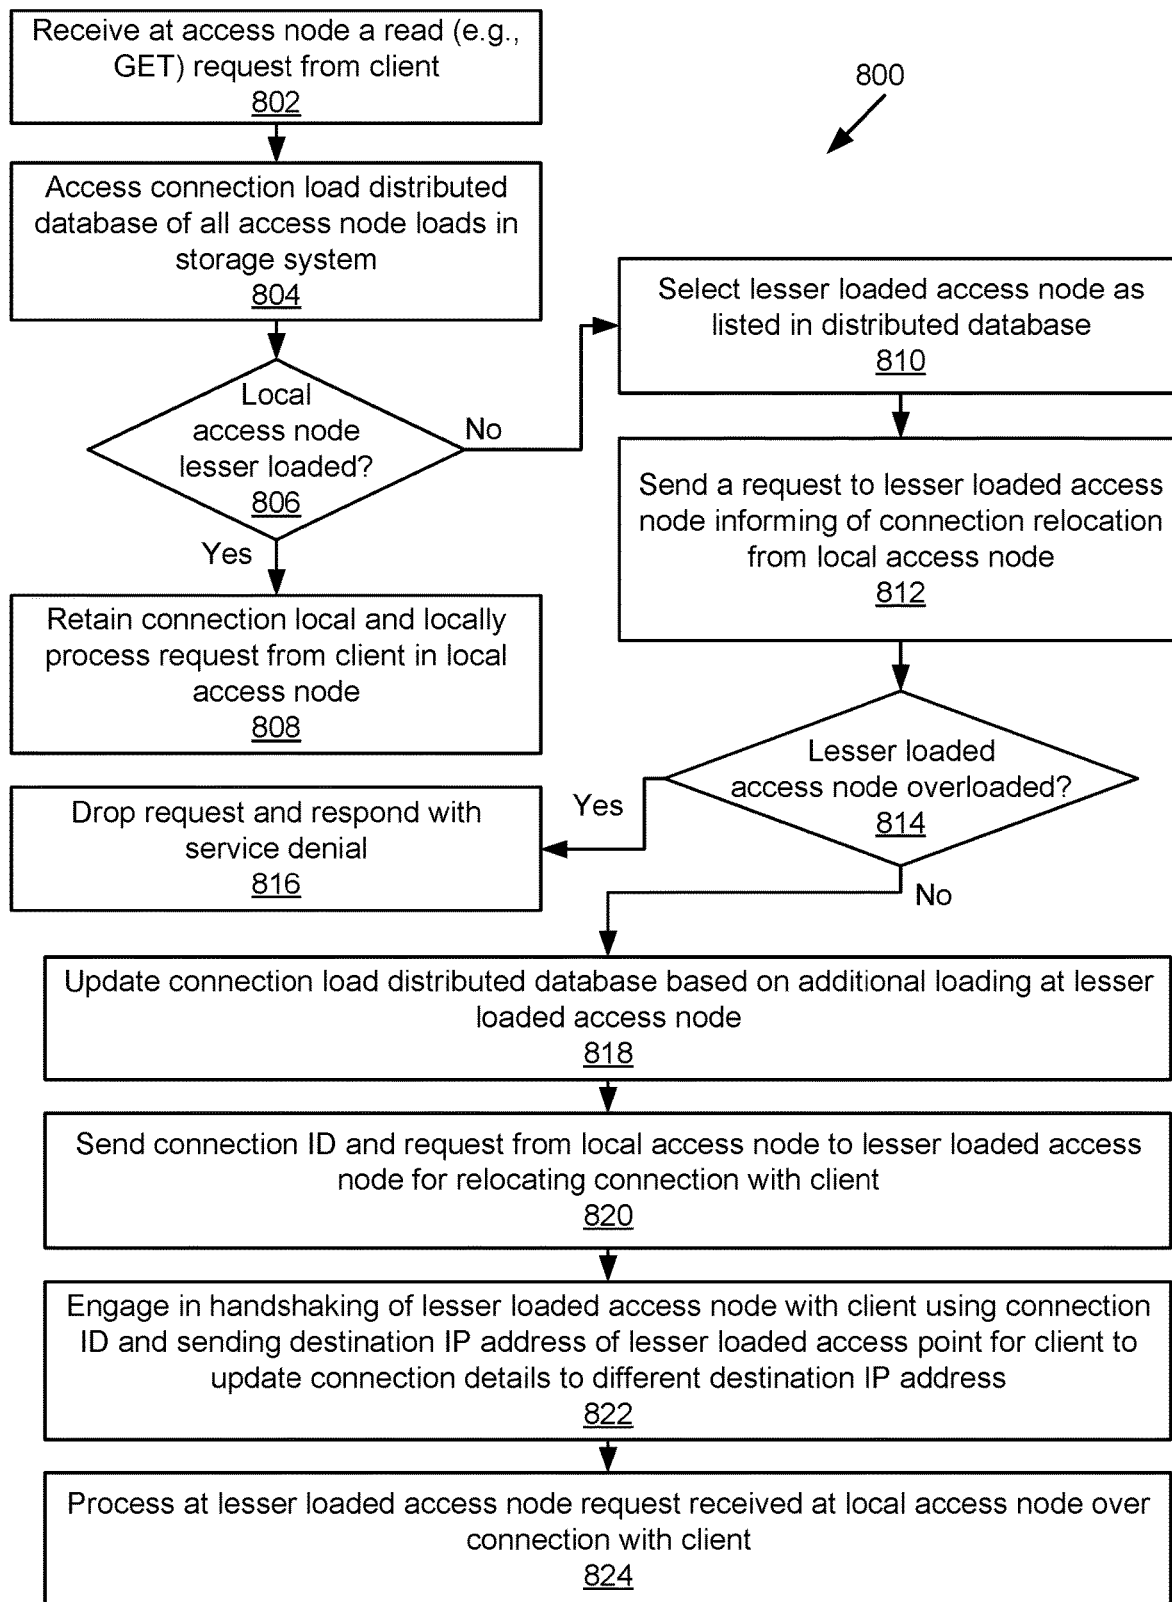 Receive at access node a read (e.g.,
GET) request from client
802
800
Access connection load distributed
database of all access node loads in
storage system
804
Local
access node
lesser loaded?
806
No
Yes
Retain connection local and locally
process request from client in local
access node
808
Select lesser loaded access node as
listed in distributed database
810
Send a request to lesser loaded access
node informing of connection relocation
from local access node
812
Lesser loaded
access node overloaded?
814
Yes
Drop request and respond with
service denial
816
No
Update connection load distributed database based on additional loading at lesser
loaded access node
818
Send connection ID and request from local access node to lesser loaded access
node for relocating connection with client
820
Engage in handshaking of lesser loaded access node with client using connection
ID and sending destination IP address of lesser loaded access point for client to
update connection details to different destination IP address
822
Process at lesser loaded access node request received at local access node over
connection with client
824